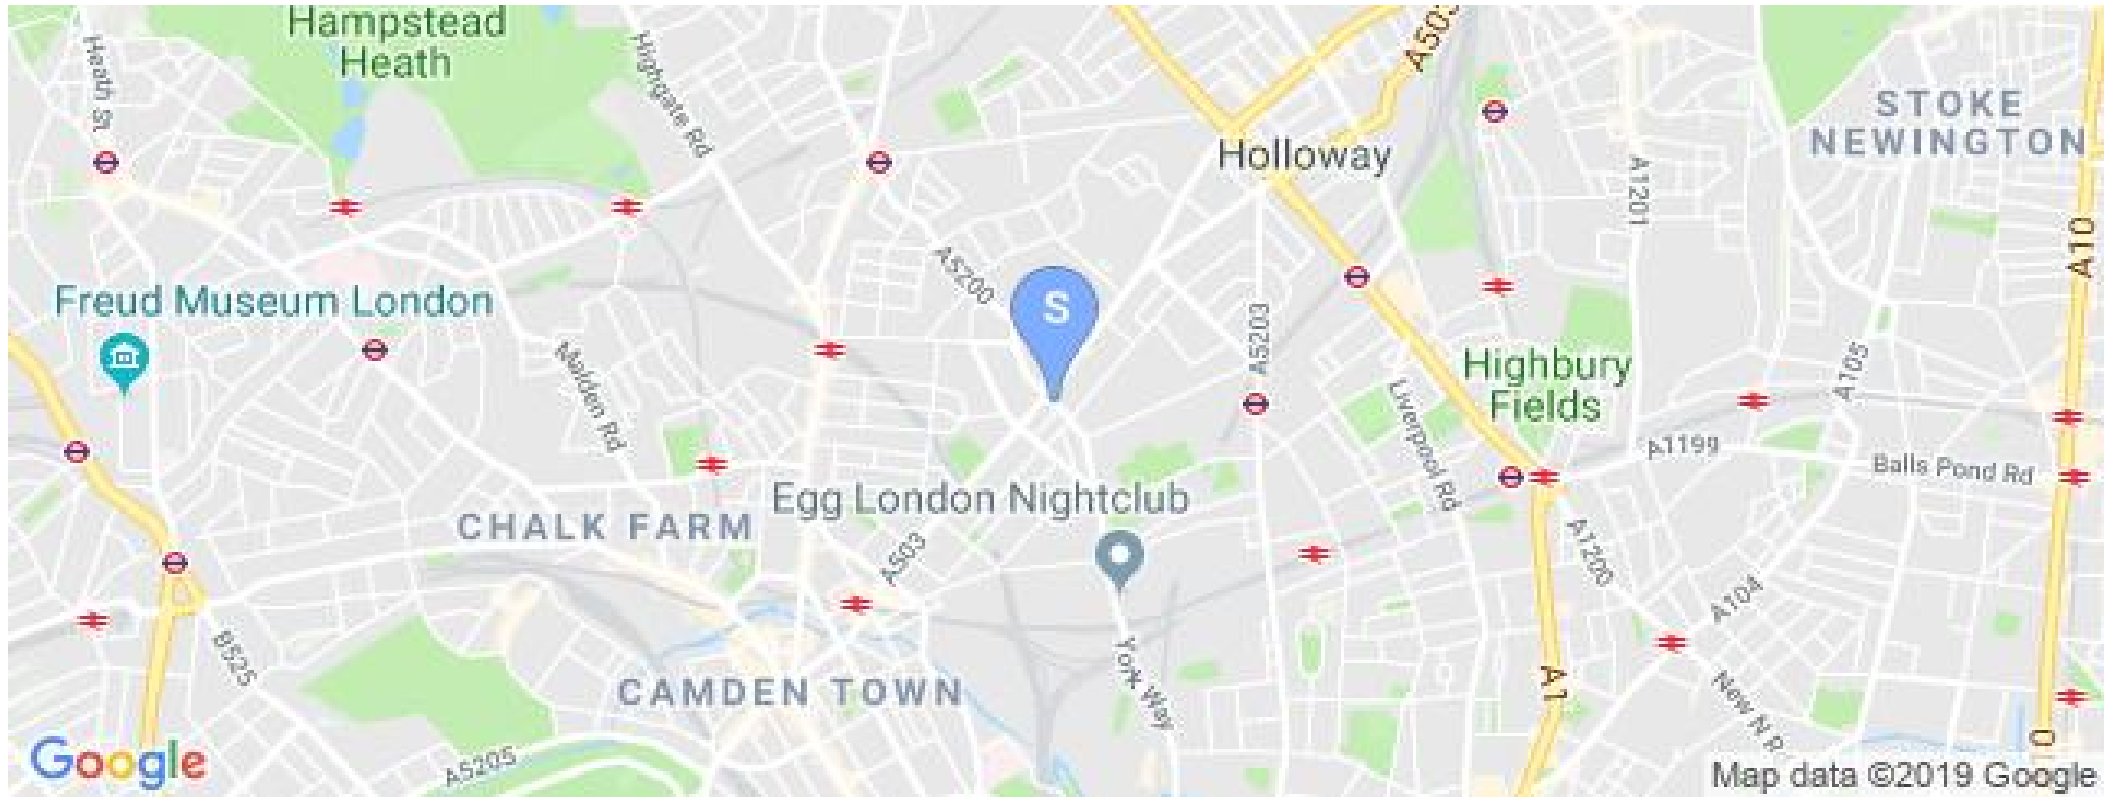 Hampstead
Heath
Heath St.
Highgate Rd
A503
STOKE
NEWINGTON
Holloway
A1201
A10
A5200
S
Freud Museum London
A5203
Malden Rd
Highbury
Fields
A105
Liverpool Rd
A1199
Balls Pond Rd
Egg London Nightclub
CHALK FARM
A503
A1200
A104
B525
York Way
CAMDEN TOWN
A1
New N R
0
Google
A5205
Map data ©2019 Google